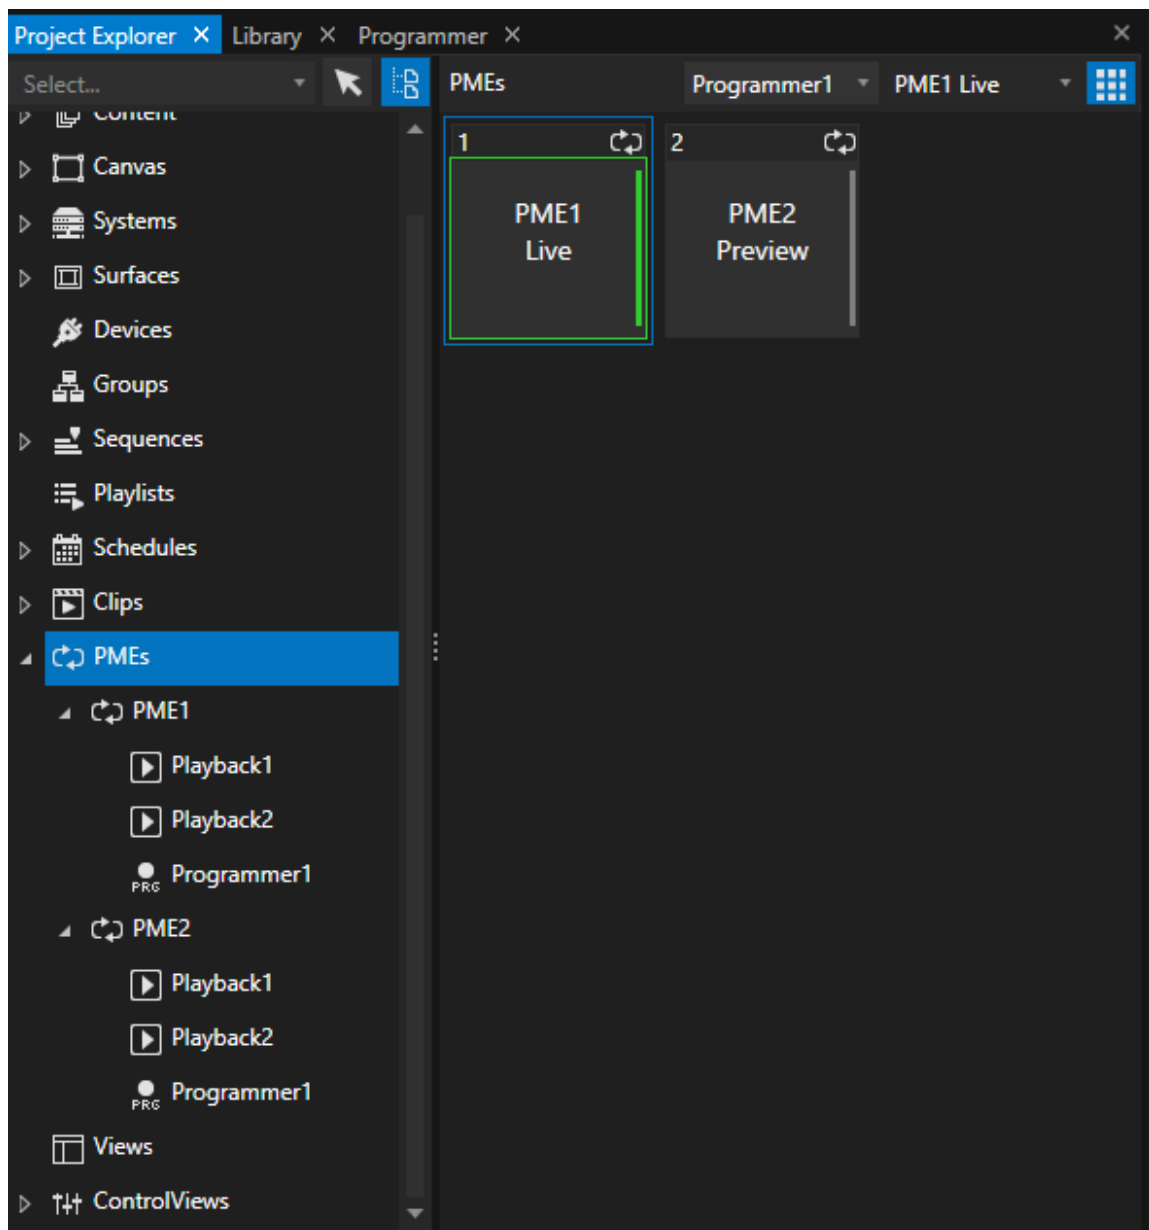 Project Explorer
Library
Programmer
Select...
PMEs
Programmer1
PME1 Live
Content
Canvas
Systems
Surfaces
Devices
Groups
Sequences
Playlists
Schedules
Clips
PMEs
PME1
Playback1
Playback2
PRG Programmer1
PME2
Playback1
Playback2
PRG Programmer1
Views
ControlViews
1
PME1
Live
2
PME2
Preview